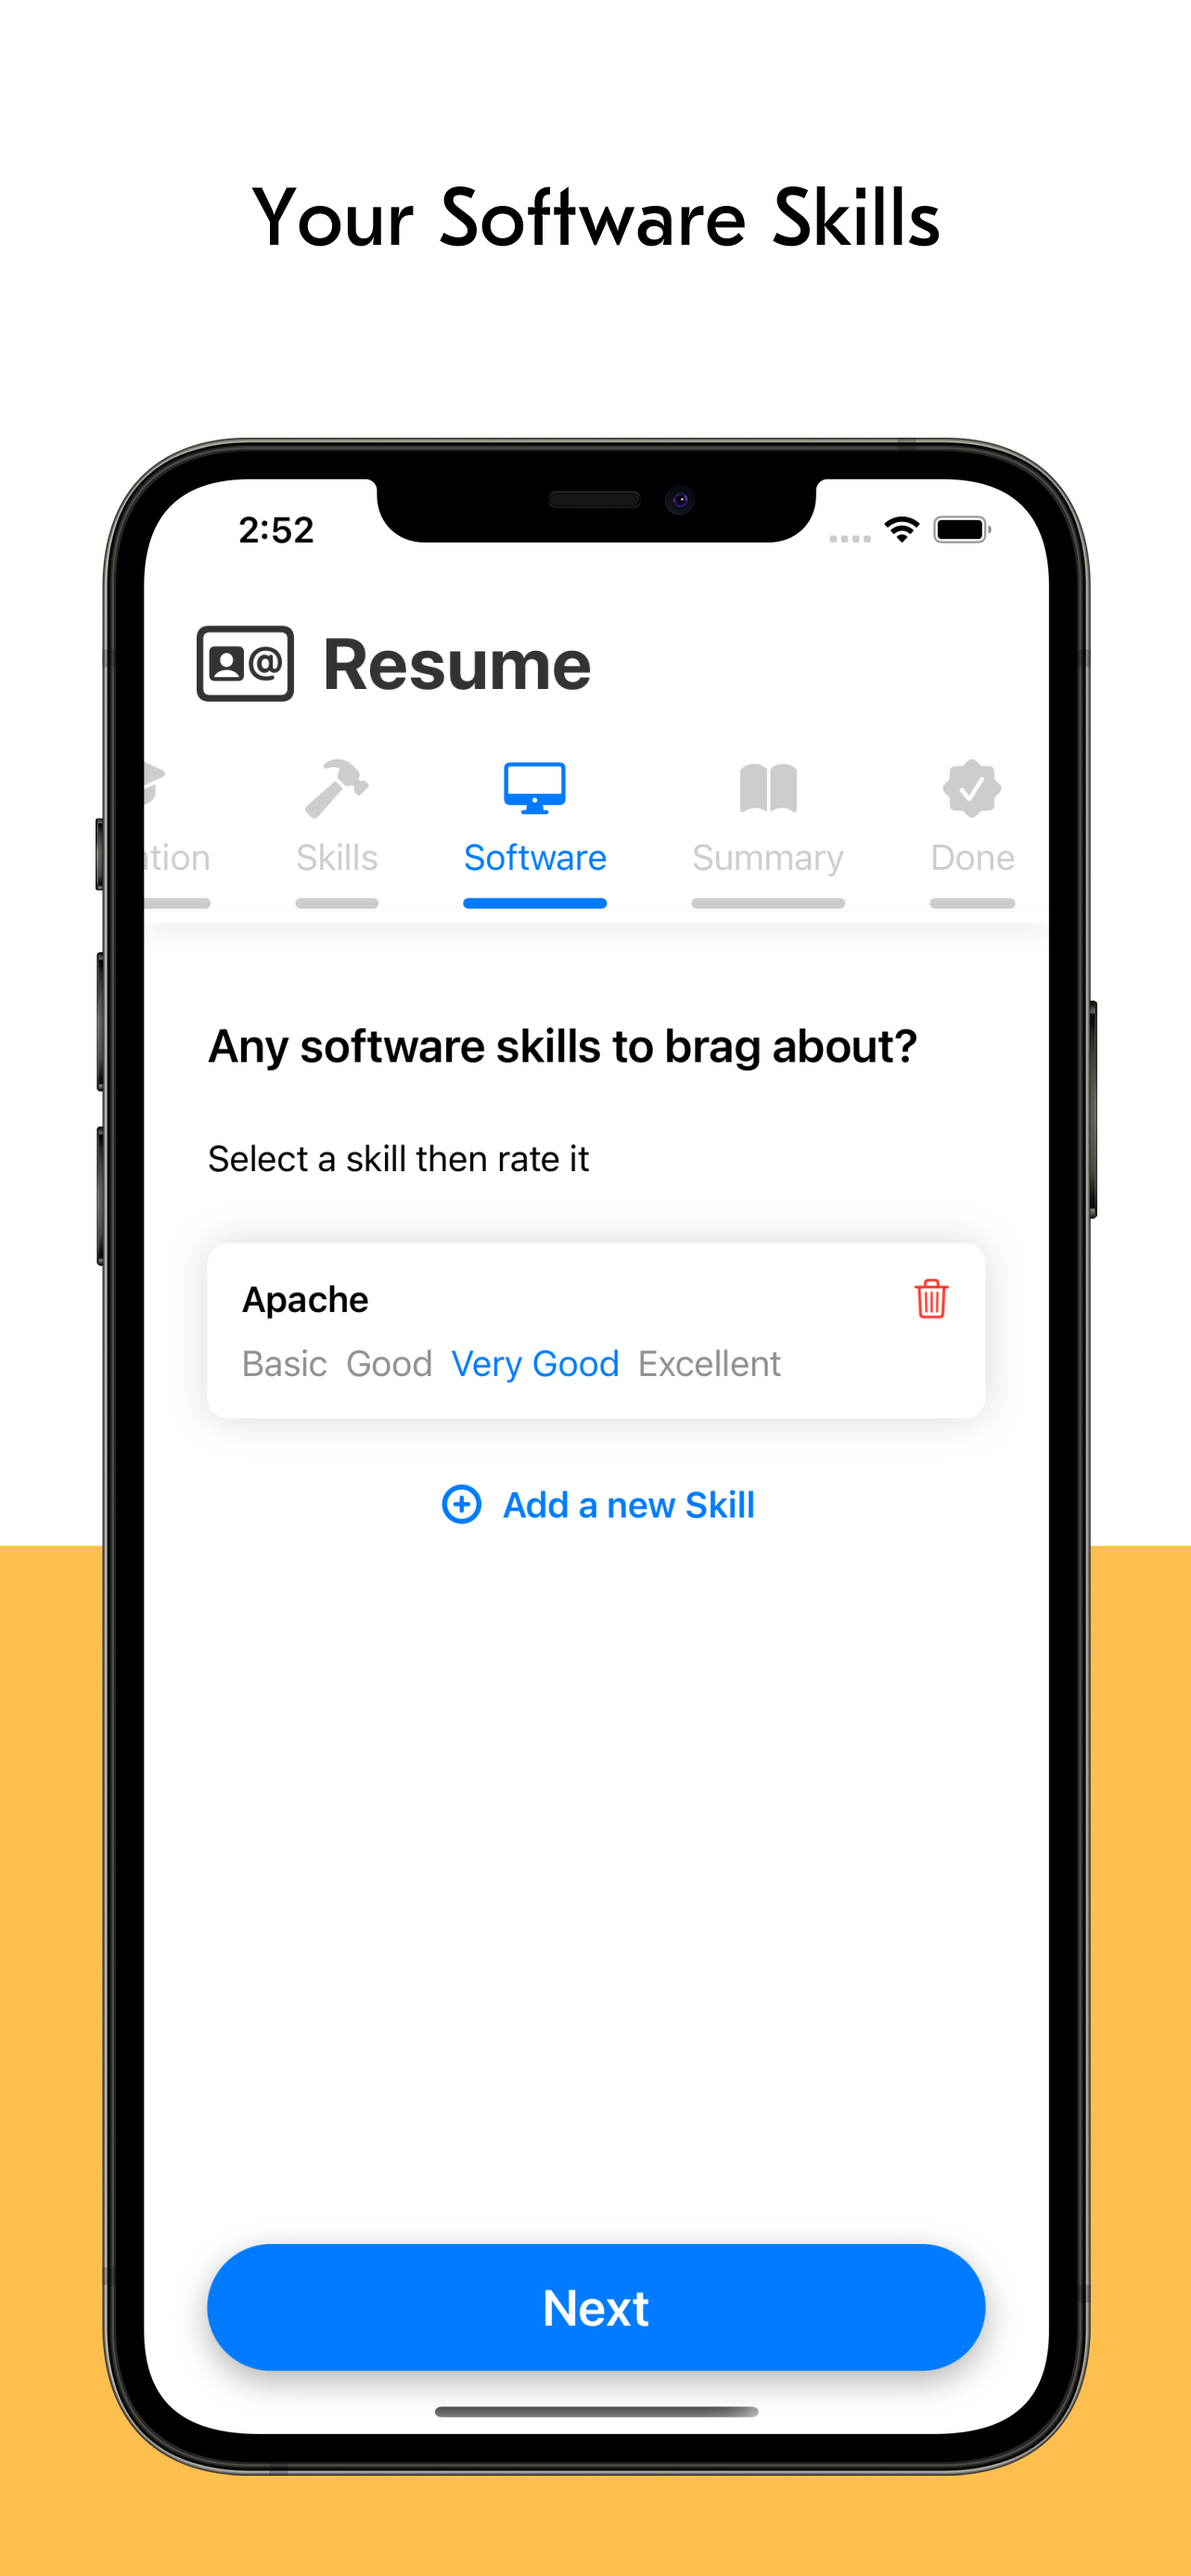 Your Software Skills
2:52
@ Resume
ation Skills Software Summary Done
Any software skills to brag about?
Select a skill then rate it
Apache
Basic Good Very Good Excellent
Add a new Skill
Next